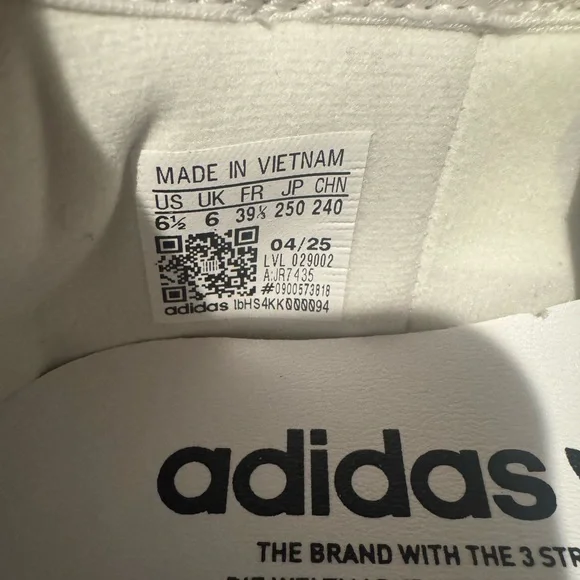 MADE IN VIETNAM
US UK FR JP CHN
6½ 6 39⅓ 250 240
04/25
LVL 029002
A:JR7435
#0900573818
adidas lbHS4KK000094
adidas
THE BRAND WITH THE 3 STR